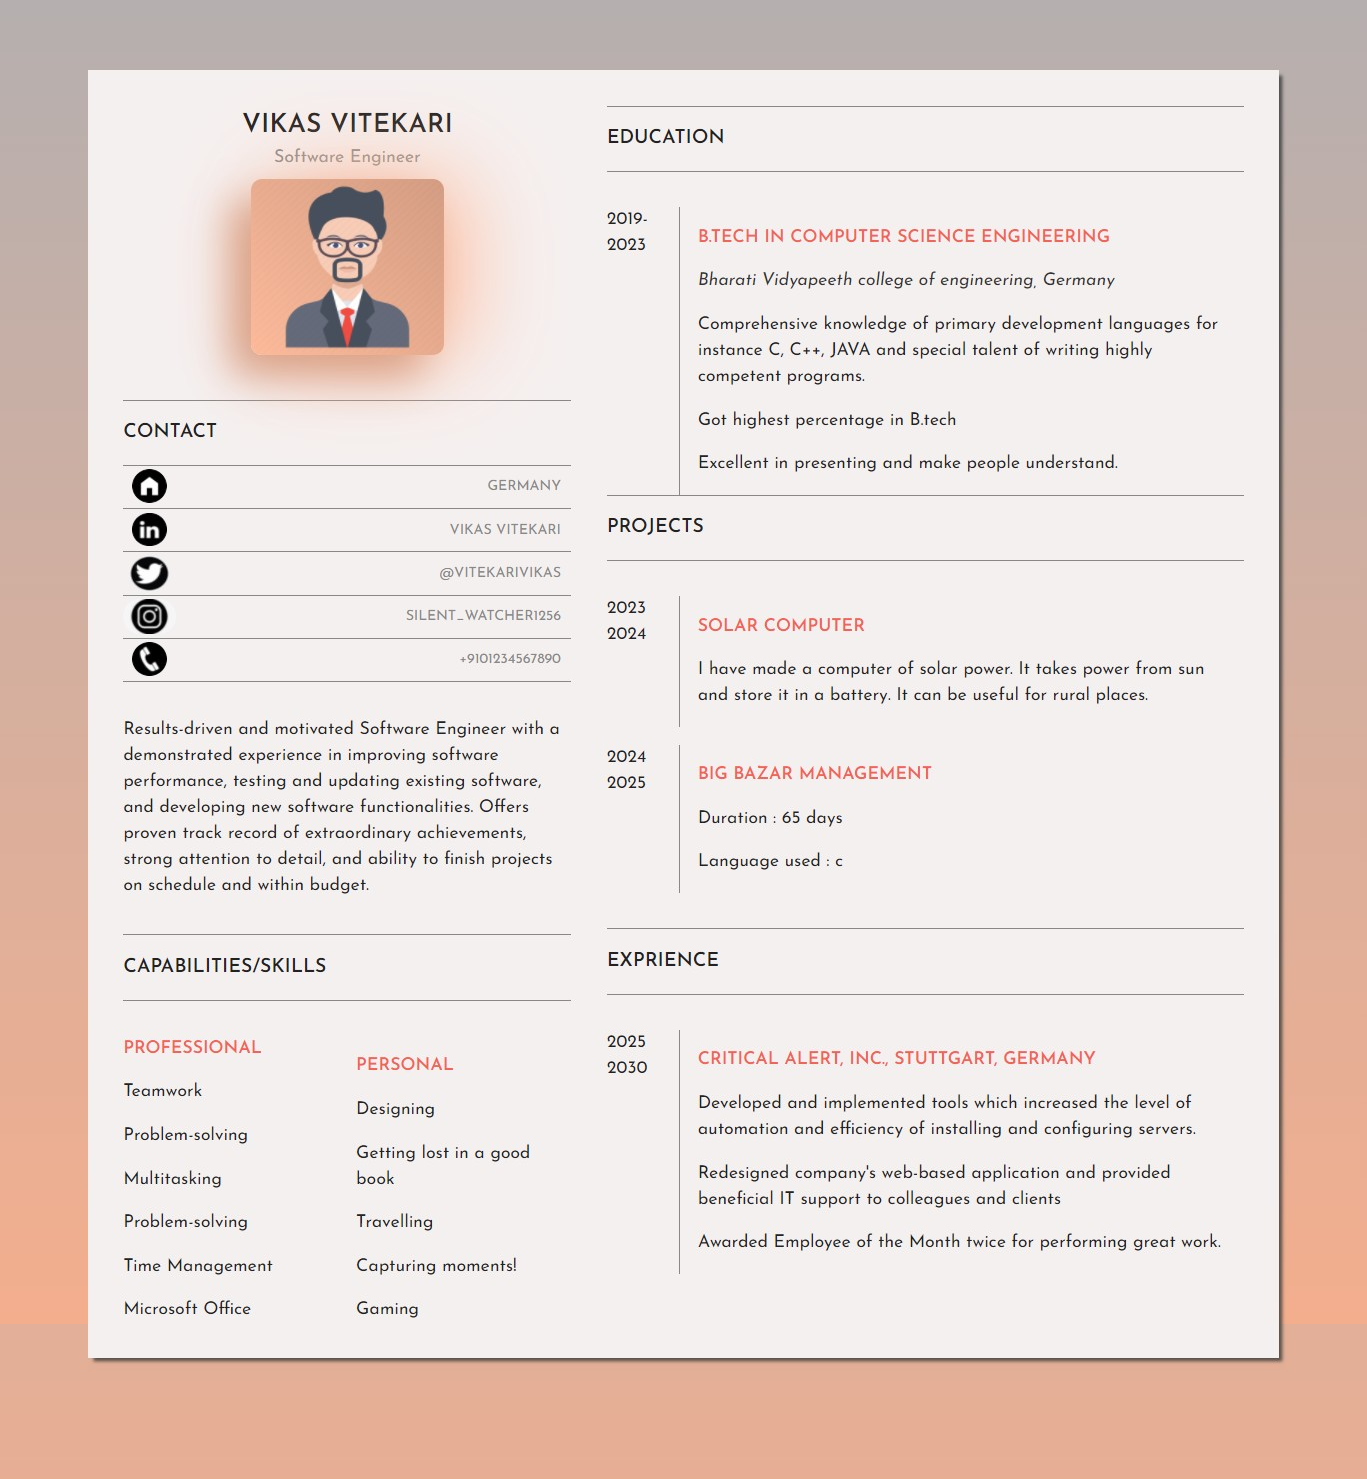 VIKAS VITEKARI
Software Engineer
CONTACT
GERMANY
in
VIKAS VITEKARI
@VITEKARIVIKAS
SILENT_WATCHER1256
+9101234567890
Results-driven and motivated Software Engineer with a
demonstrated experience in improving software
performance, testing and updating existing software,
and developing new software functionalities. Offers
proven track record of extraordinary achievements,
strong attention to detail, and ability to finish projects
on schedule and within budget.
CAPABILITIES/SKILLS
PROFESSIONAL
Teamwork
Problem-solving
Multitasking
Problem-solving
Time Management
Microsoft Office
PERSONAL
Designing
Getting lost in a good
book
Travelling
Capturing moments!
Gaming
EDUCATION
2019-
2023
B.TECH IN COMPUTER SCIENCE ENGINEERING
Bharati Vidyapeeth college of engineering, Germany
Comprehensive knowledge of primary development languages for
instance C, C++, JAVA and special talent of writing highly
competent programs.
Got highest percentage in B.tech
Excellent in presenting and make people understand.
PROJECTS
2023
2024
SOLAR COMPUTER
I have made a computer of solar power. It takes power from sun
and store it in a battery. It can be useful for rural places.
2024
2025
BIG BAZAR MANAGEMENT
Duration : 65 days
Language used : c
EXPRIENCE
2025
2030
CRITICAL ALERT, INC., STUTTGART, GERMANY
Developed and implemented tools which increased the level of
automation and efficiency of installing and configuring servers.
Redesigned company's web-based application and provided
beneficial IT support to colleagues and clients
Awarded Employee of the Month twice for performing great work.